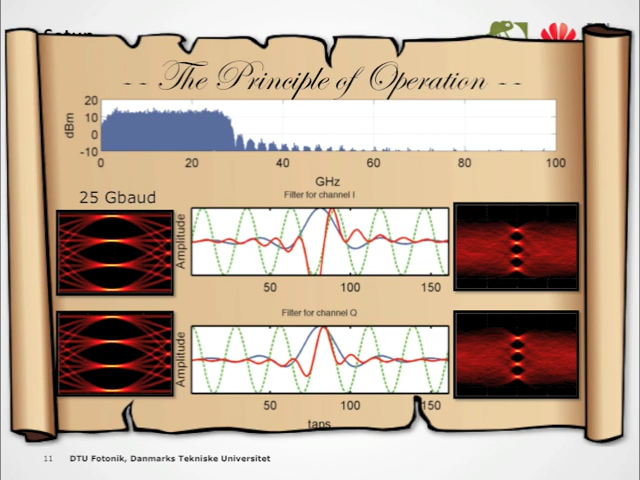 -- The Principle of Operation --
20
10
0
-10
dBm
0 20 40 60 80 100
GHz
25 Gbaud
Filter for channel I
Amplitude
50 100 150
Filter for channel Q
Amplitude
50 100 150
taps
11 DTU Fotonik, Danmarks Tekniske Universitet